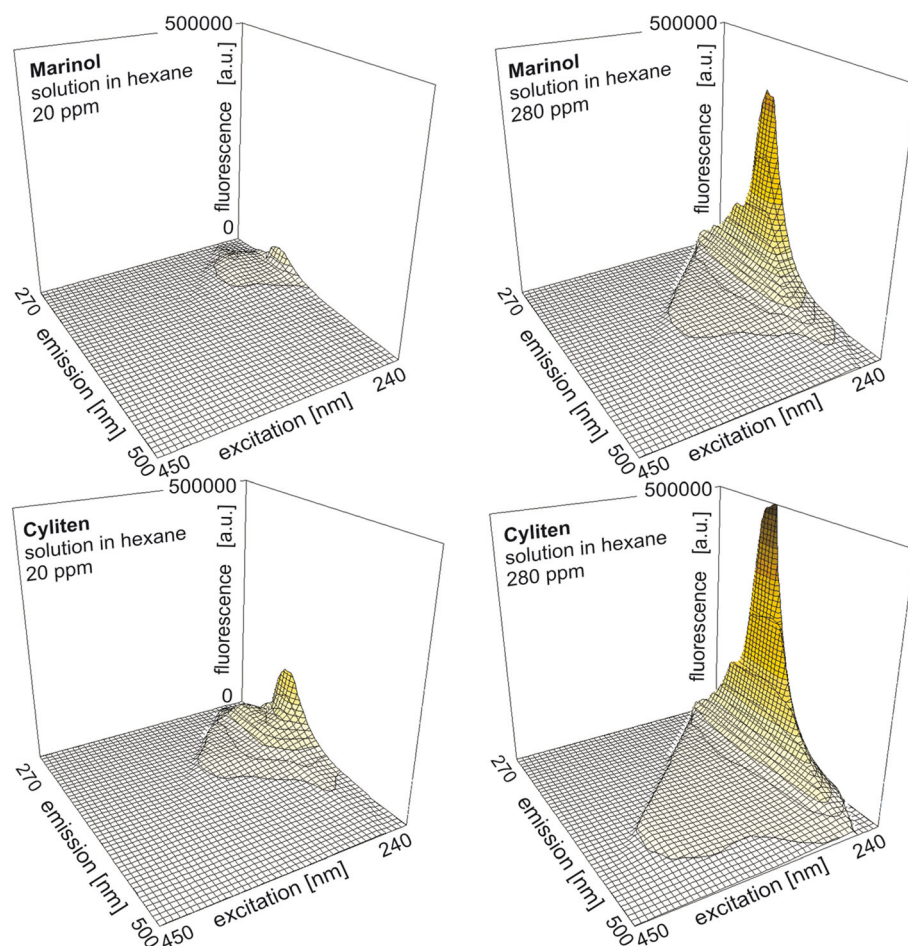 500000
Marinol
solution in hexane
20 ppm
fluorescence [a.u.]
0
270
emission [nm]
500
450
excitation [nm]
240
500000
Marinol
solution in hexane
280 ppm
fluorescence [a.u.]
270
emission [nm]
500
450
excitation [nm]
240
500000
Cyliten
solution in hexane
20 ppm
fluorescence [a.u.]
0
270
emission [nm]
500
450
excitation [nm]
240
500000
Cyliten
solution in hexane
280 ppm
fluorescence [a.u.]
270
emission [nm]
500
450
excitation [nm]
240